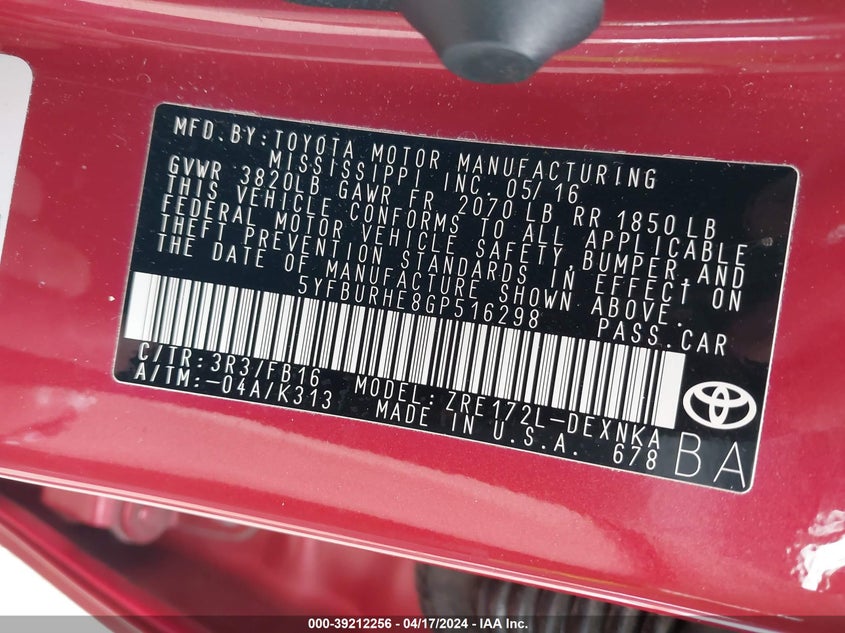 MFD.BY:TOYOTA MOTOR MANUFACTURING
MISSISSIPPI INC. 05/16
GVWR 3820LB GAWR FR 2070 LB RR 1850 LB
THIS VEHICLE CONFORMS TO ALL APPLICABLE
FEDERAL MOTOR VEHICLE SAFETY, BUMPER, AND
THEFT PREVENTION STANDARDS IN EFFECT ON
THE DATE OF MANUFACTURE SHOWN ABOVE.
5YFBURHE8GP516298 PASS.CAR
C/TR:3R3/FB16 MODEL:ZRE172L-DEXNKA
A/TM:-04A/K313 MADE IN U.S.A. 678
BA
000-39212256 - 04/17/2024 - IAA Inc.